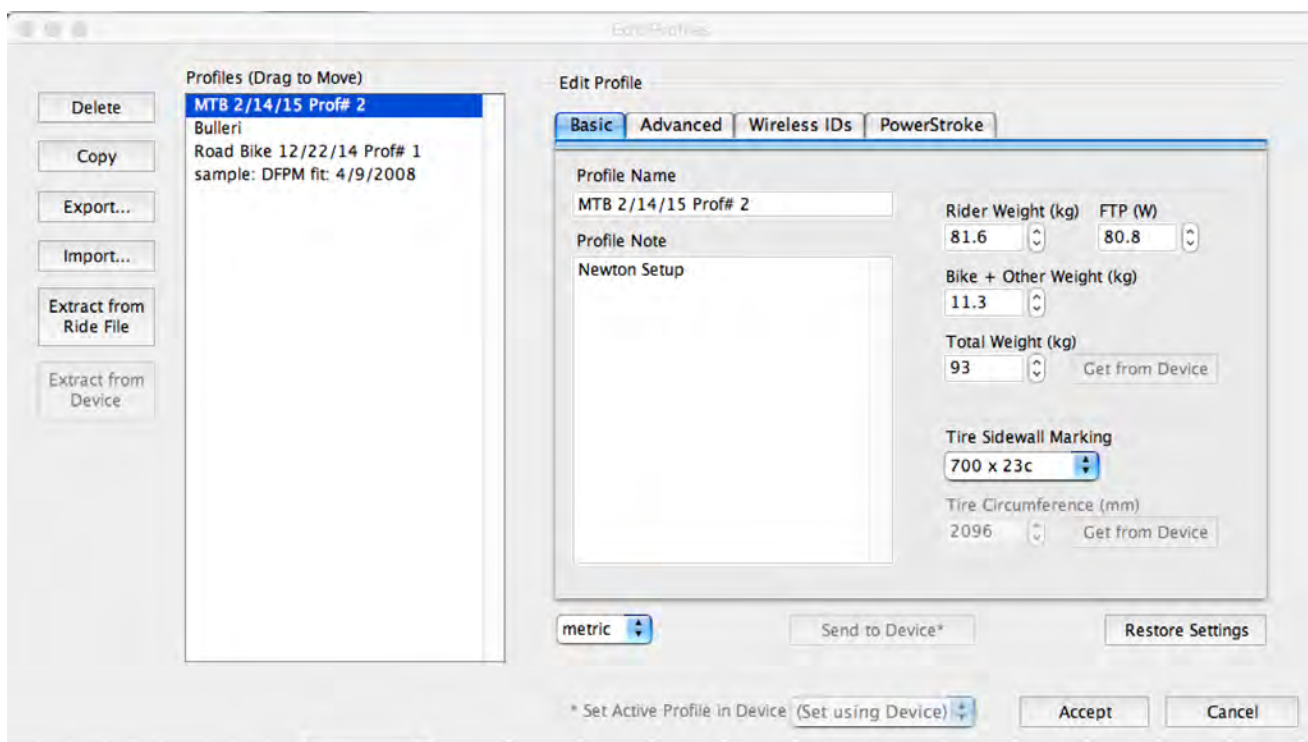 Edit Profiles
Profiles (Drag to Move)
Delete
Copy
Export...
Import...
Extract from
Ride File
Extract from
Device
MTB 2/14/15 Prof# 2
Bulleri
Road Bike 12/22/14 Prof# 1
sample: DFPM fit: 4/9/2008
Edit Profile
Basic
Advanced
Wireless IDs
PowerStroke
Profile Name
MTB 2/14/15 Prof# 2
Profile Note
Newton Setup
Rider Weight (kg)
FTP (W)
81.6
80.8
Bike + Other Weight (kg)
11.3
Total Weight (kg)
93
Get from Device
Tire Sidewall Marking
700 x 23c
Tire Circumference (mm)
2096
Get from Device
metric
Send to Device*
Restore Settings
* Set Active Profile in Device
(Set using Device)
Accept
Cancel